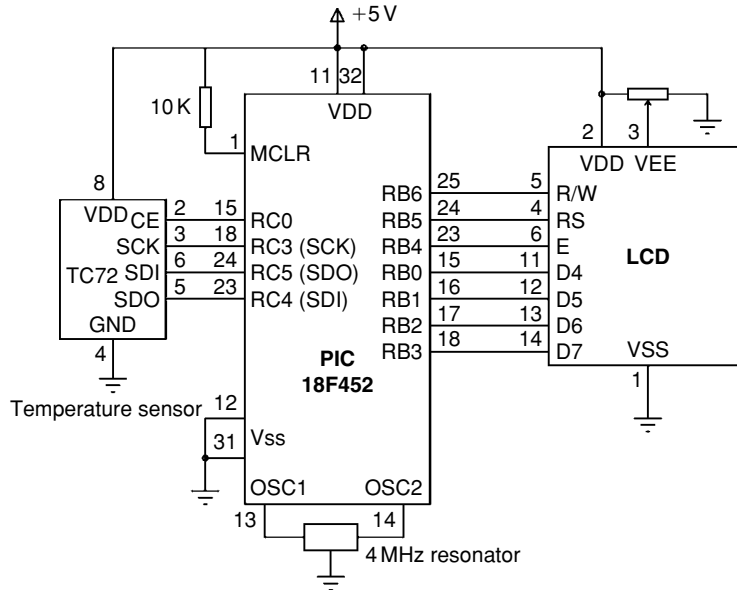 +5 V
11 32
VDD
10 K
1
MCLR
2 3
VDD VEE
8
VDD
CE 2 15 RC0
SCK 3 18 RC3 (SCK)
TC72
SDI 6 24 RC5 (SDO)
SDO 5 23 RC4 (SDI)
GND
4
Temperature sensor
RB6 25 5 R/W
RB5 24 4 RS
RB4 23 6 E
LCD
RB0 15 11 D4
RB1 16 12 D5
RB2 17 13 D6
RB3 18 14 D7
VSS
1
PIC
18F452
12
31
Vss
OSC1 OSC2
13 14
4 MHz resonator